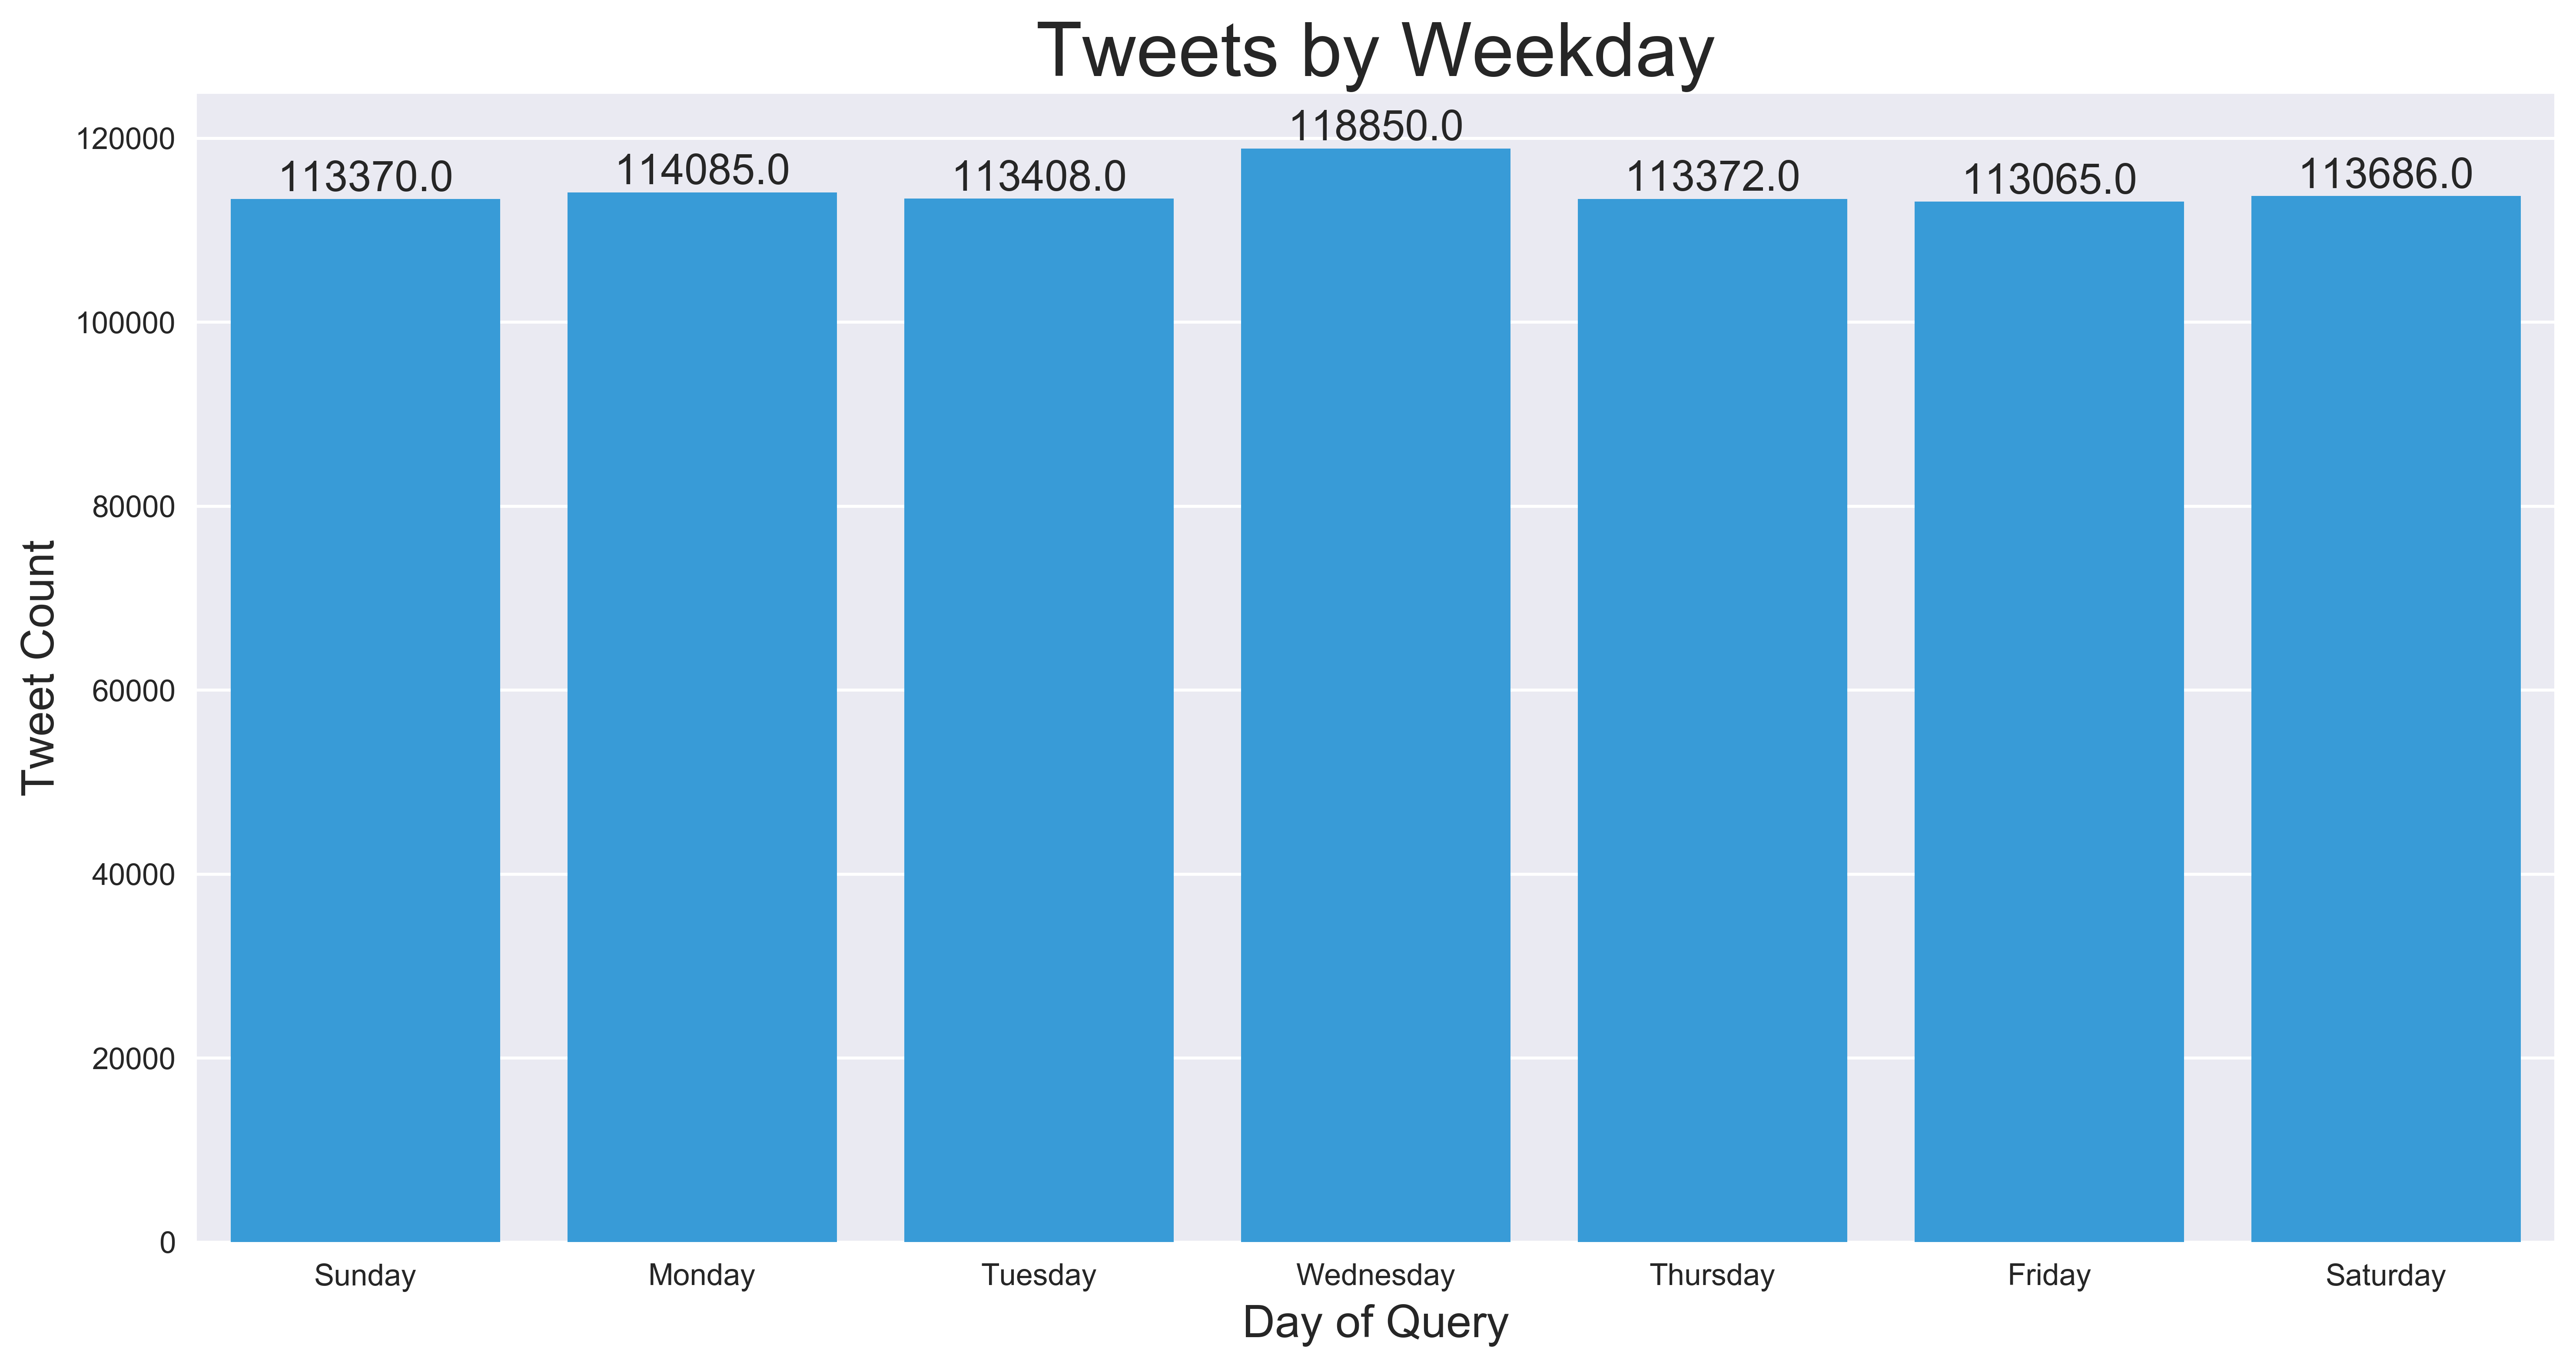 Tweets by Weekday
118850.0
113370.0 114085.0 113408.0 113372.0 113065.0 113686.0
120000
100000
80000
60000
40000
20000
0
Tweet Count
Sunday Monday Tuesday Wednesday Thursday Friday Saturday
Day of Query